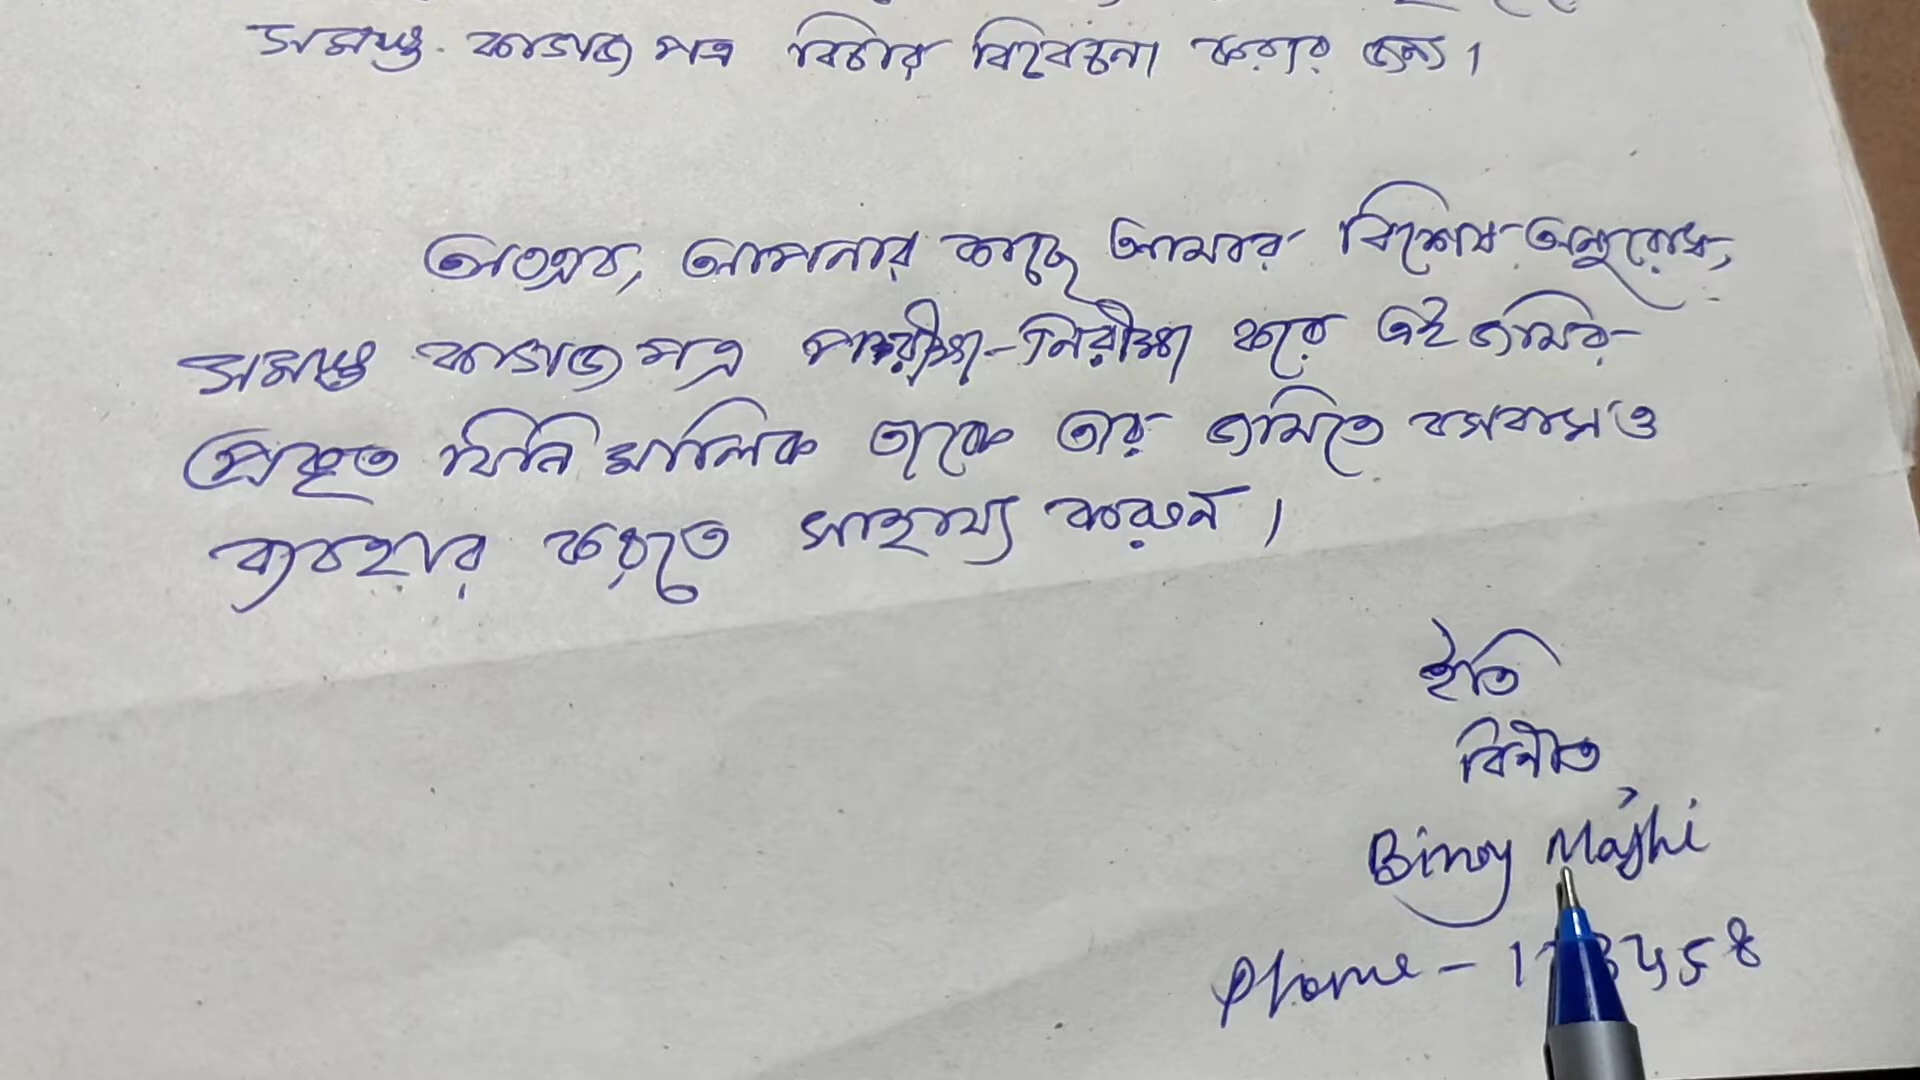 সমস্ত কাগজ পত্র বিচার বিবেচনা করার জন্য।
অতএব, আপনার কাছে আমার বিশেষ অনুরোধ,
সমস্ত কাগজ পত্র পরীক্ষা-নিরীক্ষা করে এই জমির
প্রকৃত যিনি মালিক তাকে তার জমিতে বসবাস ও
ব্যবহার করতে সাহায্য করুন।
ইতি
বিনীত
Binoy Majhi
Phone -